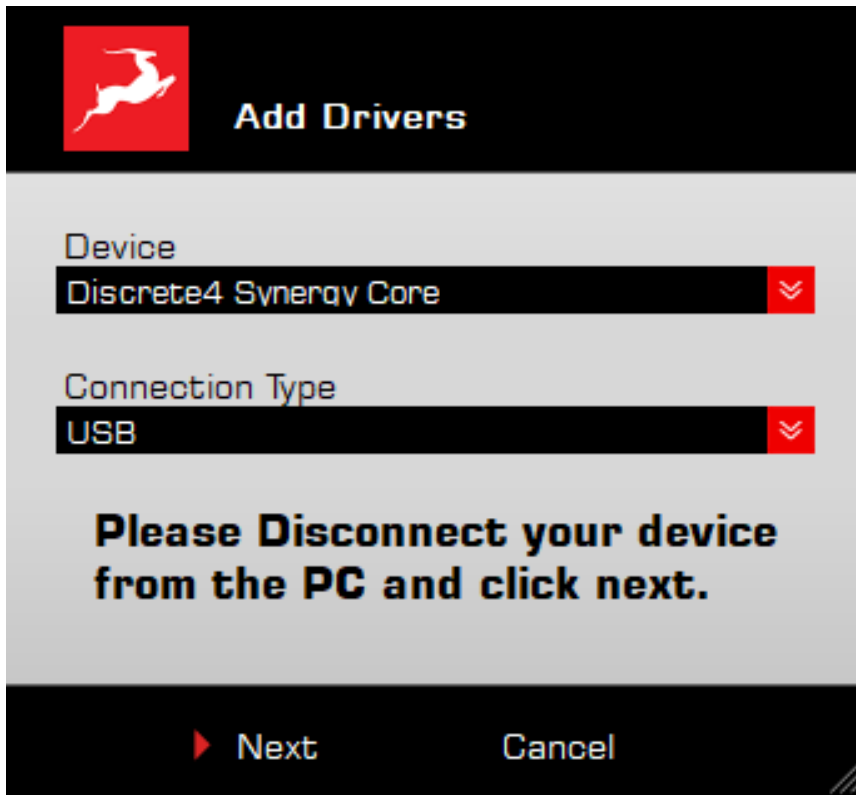 Add Drivers
Device
Discrete4 Synergy Core
Connection Type
USB
Please Disconnect your device
from the PC and click next.
Next
Cancel